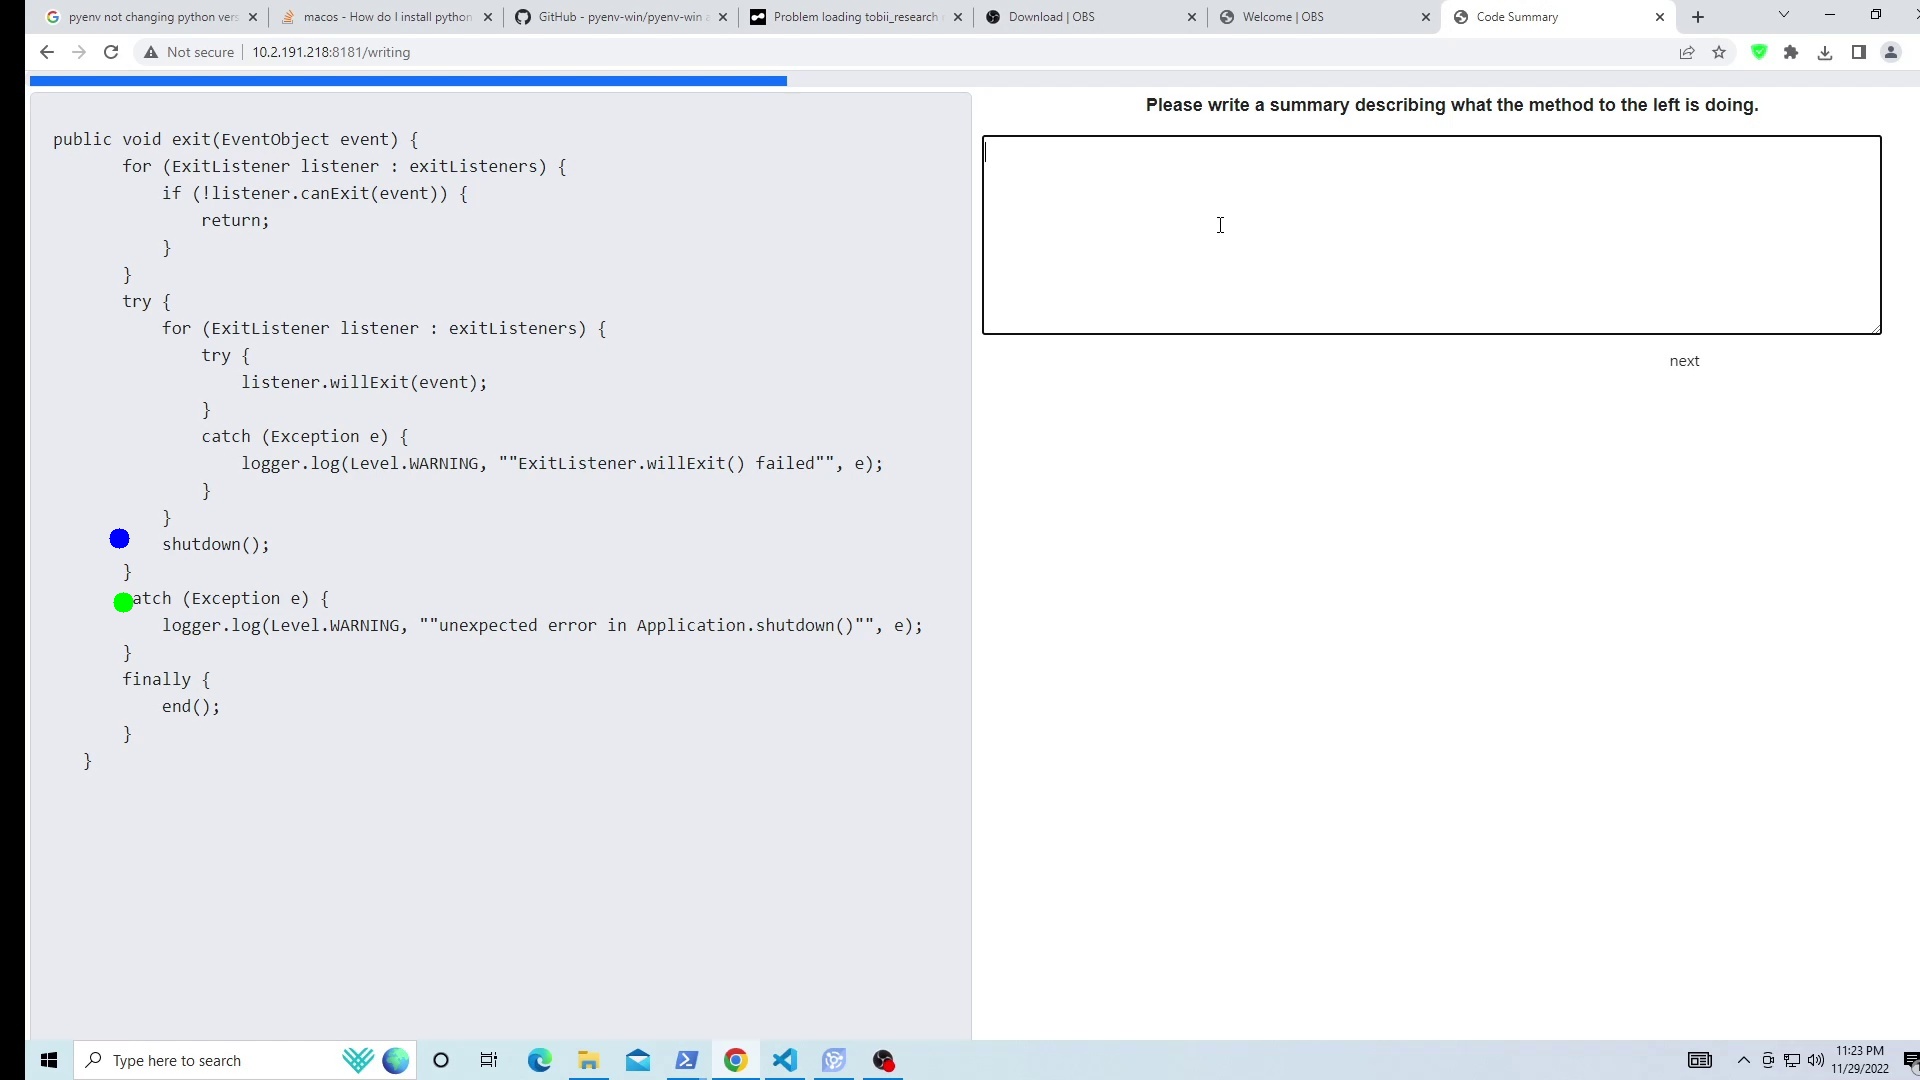 pyenv not changing python vers
macos - How do I install python
GitHub - pyenv-win/pyenv-win a
Problem loading tobii_research
Download | OBS
Welcome | OBS
Code Summary
Not secure
10.2.191.218:8181/writing
public void exit(EventObject event) {
for (ExitListener listener : exitListeners) {
if (!listener.canExit(event)) {
return;
}
}
try {
for (ExitListener listener : exitListeners) {
try {
listener.willExit(event);
}
catch (Exception e) {
logger.log(Level.WARNING, ""ExitListener.willExit() failed"", e);
}
}
shutdown();
}
atch (Exception e) {
logger.log(Level.WARNING, ""unexpected error in Application.shutdown()"", e);
}
finally {
end();
}
}
Please write a summary describing what the method to the left is doing.
next
Type here to search
11:23 PM
11/29/2022